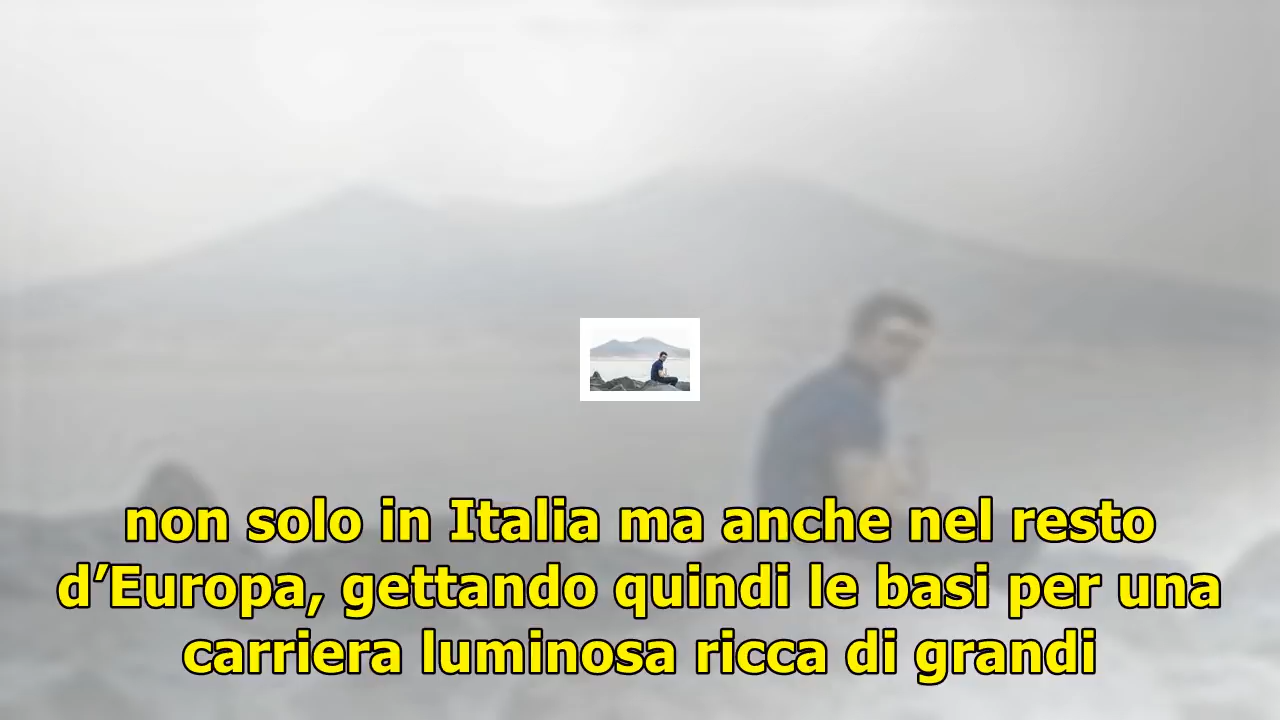 non solo in Italia ma anche nel resto
d’Europa, gettando quindi le basi per una
carriera luminosa ricca di grandi